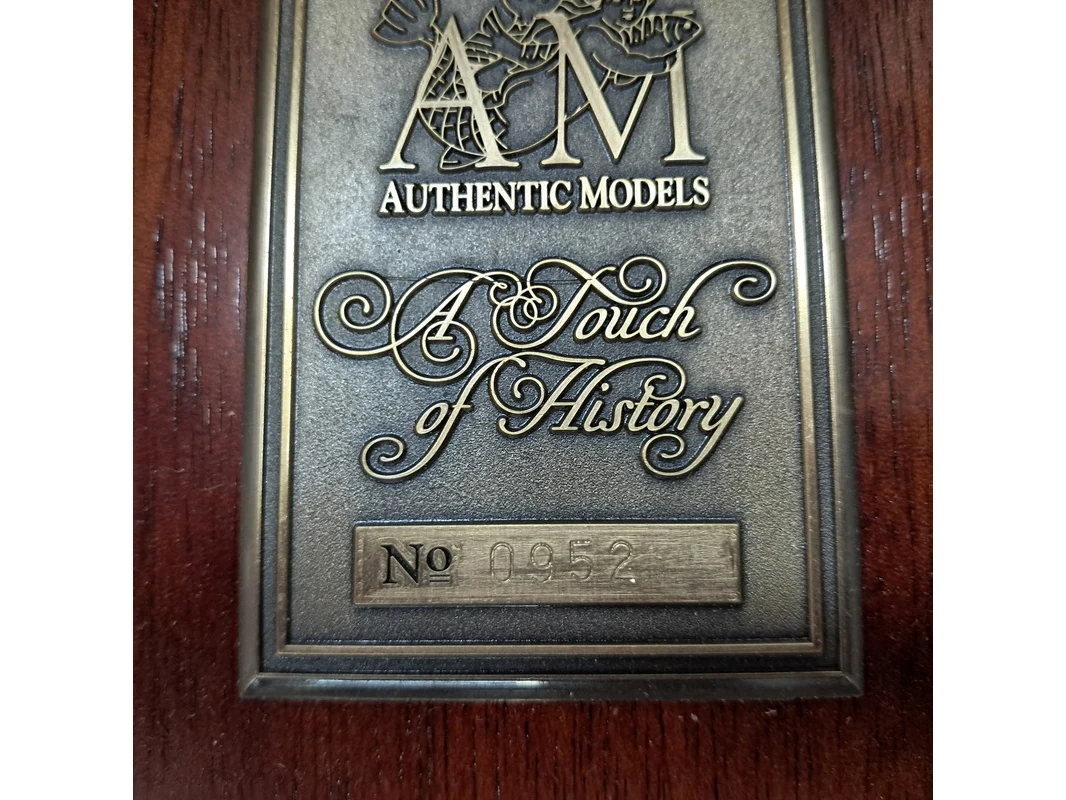 AM
AUTHENTIC MODELS
A Touch
of History
Nº 0952